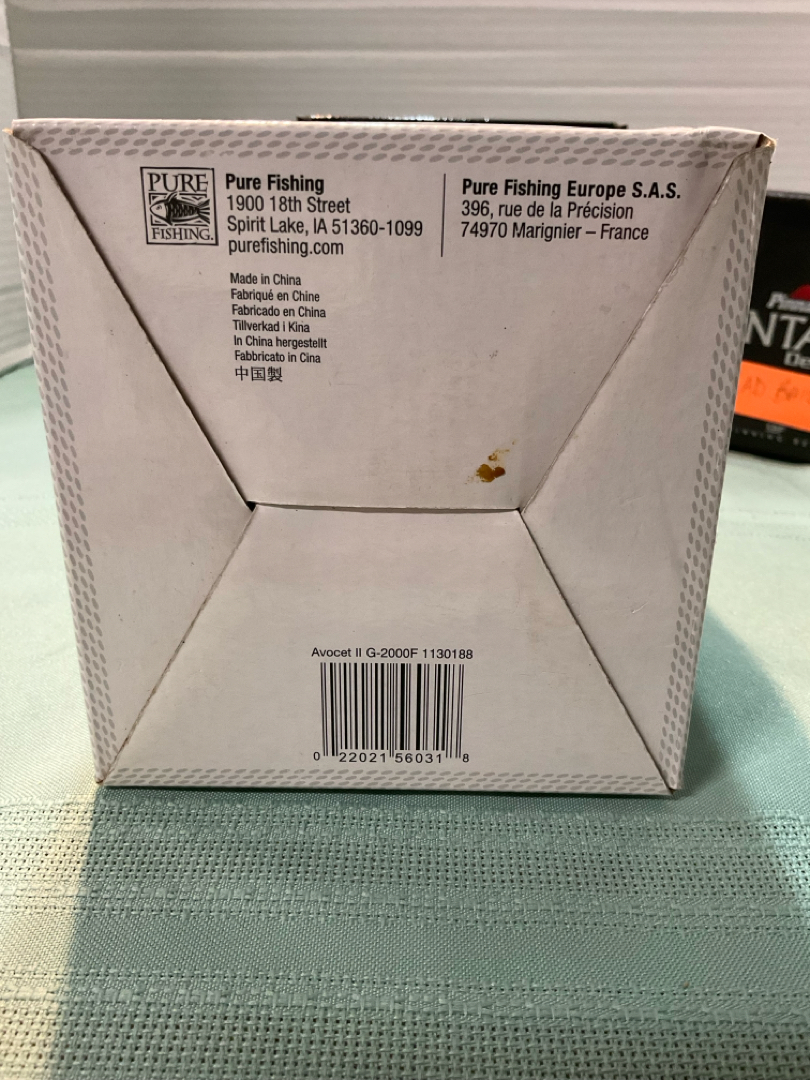 PURE
FISHING.
Pure Fishing
1900 18th Street
Spirit Lake, IA 51360-1099
purefishing.com
Pure Fishing Europe S.A.S.
396, rue de la Précision
74970 Marignier – France
Made in China
Fabriqué en Chine
Fabricado en China
Tillverkad i Kina
In China hergestellt
Fabbricato in Cina
中国製
Avocet II G-2000F 1130188
0 22021 56031 8